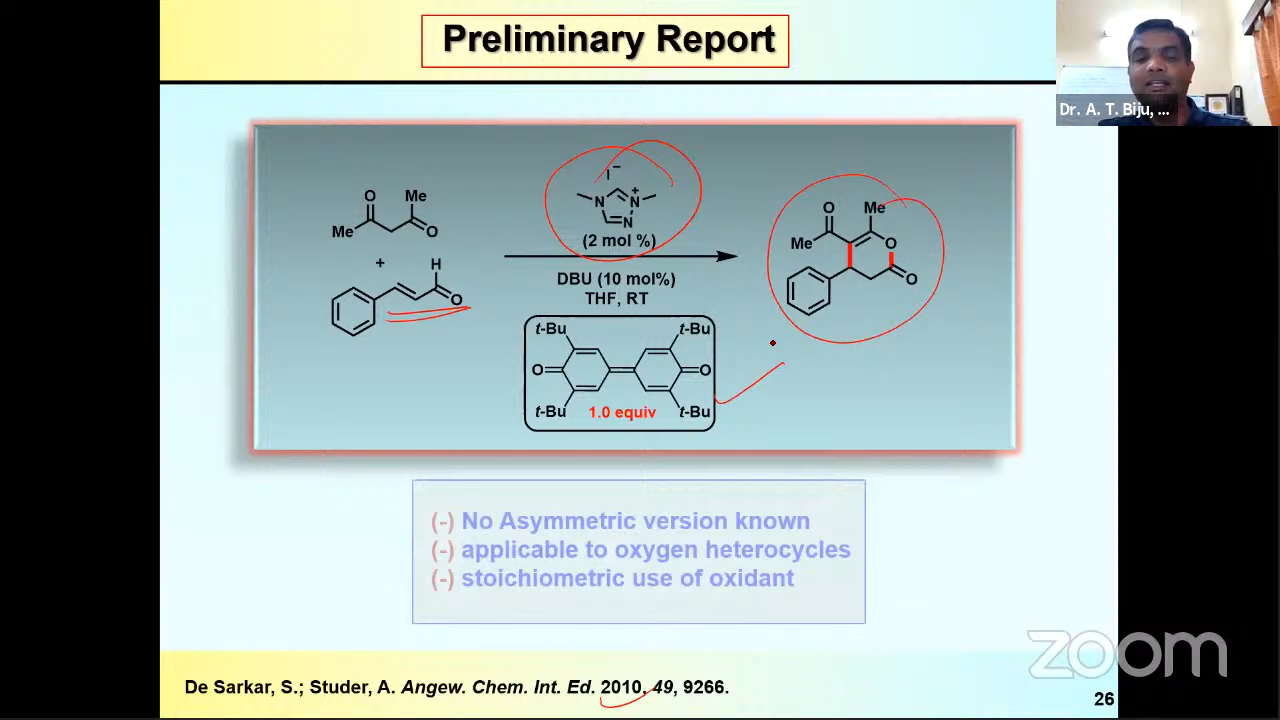 Preliminary Report
Dr. A. T. Biju, ...
O
Me
Me
O
+
H
O
I−
N
+
N
N
(2 mol %)
DBU (10 mol%)
THF, RT
t-Bu
t-Bu
O
O
t-Bu
1.0 equiv
t-Bu
O
Me
Me
O
O
(-) No Asymmetric version known
(-) applicable to oxygen heterocycles
(-) stoichiometric use of oxidant
zoom
De Sarkar, S.; Studer, A. Angew. Chem. Int. Ed. 2010, 49, 9266.
26